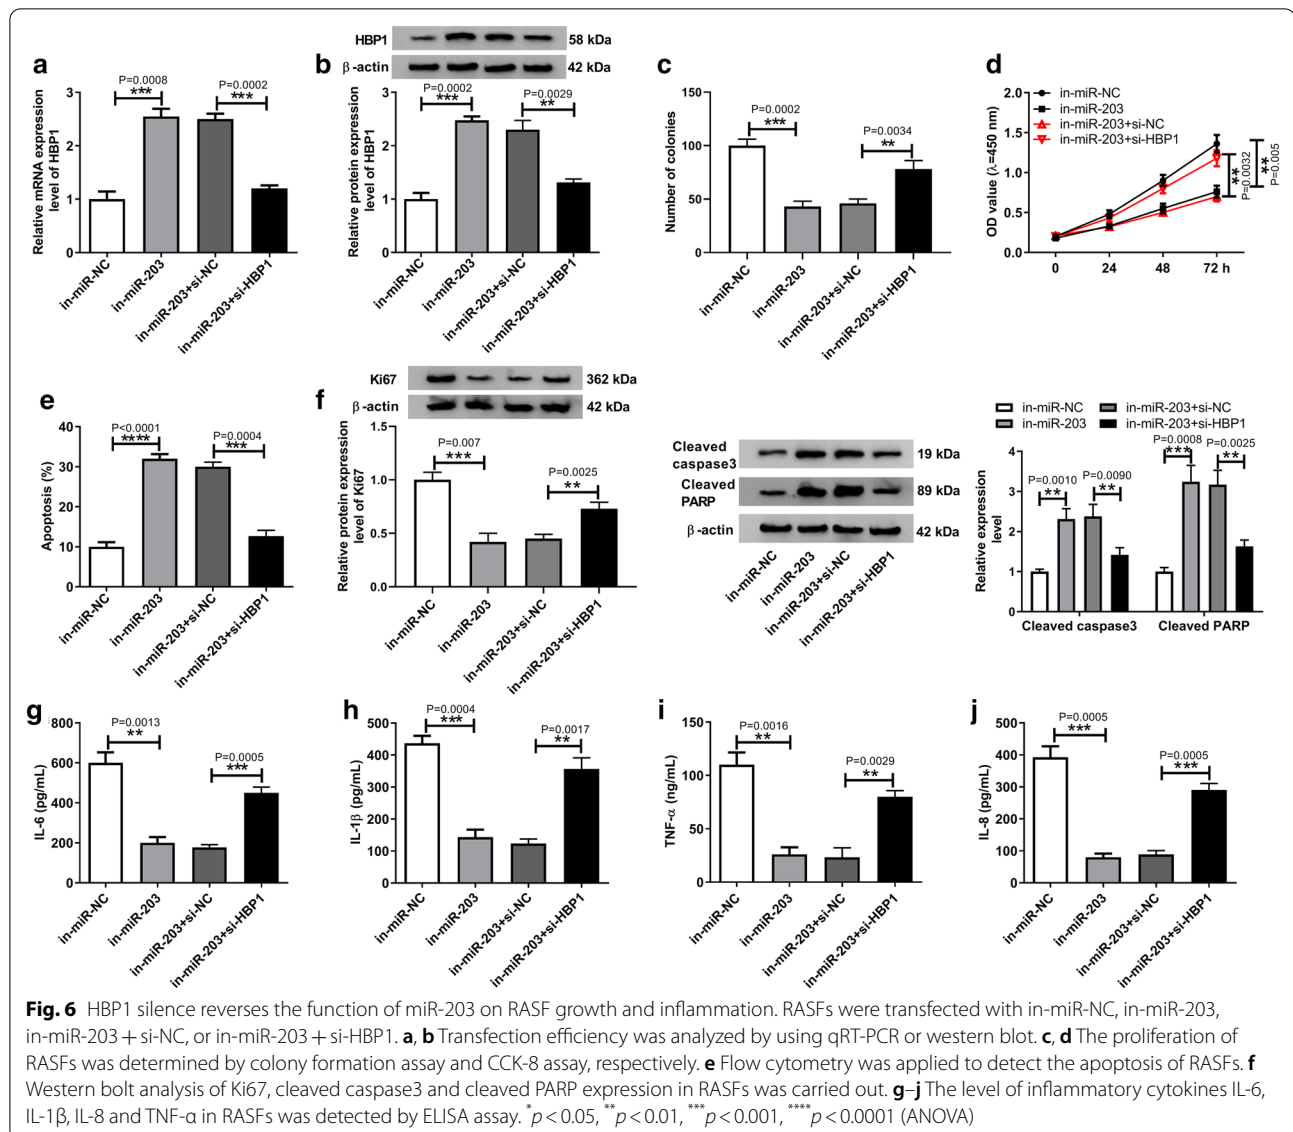 HBP1
58 kDa
β-actin
42 kDa
a
P=0.0008
***
P=0.0002
***
Relative mRNA expression
level of HBP1
3
2
1
0
in-miR-NC
in-miR-203
in-miR-203+si-NC
in-miR-203+si-HBP1
b
P=0.0002
***
P=0.0029
**
Relative protein expression
level of HBP1
3
2
1
0
in-miR-NC
in-miR-203
in-miR-203+si-NC
in-miR-203+si-HBP1
c
P=0.0002
***
P=0.0034
**
Number of colonies
150
100
50
0
in-miR-NC
in-miR-203
in-miR-203+si-NC
in-miR-203+si-HBP1
d
in-miR-NC
in-miR-203
in-miR-203+si-NC
in-miR-203+si-HBP1
OD value (λ=450 nm)
2.0
1.5
1.0
0.5
0.0
0
24
48
72 h
**
P=0.0032
**
P=0.005
e
P<0.0001
****
P=0.0004
***
Apoptosis (%)
40
30
20
10
0
in-miR-NC
in-miR-203
in-miR-203+si-NC
in-miR-203+si-HBP1
f
Ki67
362 kDa
β-actin
42 kDa
P=0.007
***
P=0.0025
**
Relative protein expression
level of Ki67
1.5
1.0
0.5
0.0
in-miR-NC
in-miR-203
in-miR-203+si-NC
in-miR-203+si-HBP1
Cleaved
caspase3
19 kDa
Cleaved
PARP
89 kDa
β-actin
42 kDa
in-miR-NC
in-miR-203
in-miR-203+si-NC
in-miR-203+si-HBP1
in-miR-NC
in-miR-203+si-NC
in-miR-203
in-miR-203+si-HBP1
P=0.0010
**
P=0.0090
**
P=0.0008
***
P=0.0025
**
Relative expression
level
4
3
2
1
0
Cleaved caspase3
Cleaved PARP
g
P=0.0013
**
P=0.0005
***
IL-6 (pg/mL)
800
600
400
200
0
in-miR-NC
in-miR-203
in-miR-203+si-NC
in-miR-203+si-HBP1
h
P=0.0004
***
P=0.0017
**
IL-1β (pg/mL)
500
400
300
200
100
0
in-miR-NC
in-miR-203
in-miR-203+si-NC
in-miR-203+si-HBP1
i
P=0.0016
**
P=0.0029
**
TNF-α (ng/mL)
150
100
50
0
in-miR-NC
in-miR-203
in-miR-203+si-NC
in-miR-203+si-HBP1
j
P=0.0005
***
P=0.0005
***
IL-8 (pg/mL)
500
400
300
200
100
0
in-miR-NC
in-miR-203
in-miR-203+si-NC
in-miR-203+si-HBP1
Fig. 6 HBP1 silence reverses the function of miR-203 on RASF growth and inflammation. RASFs were transfected with in-miR-NC, in-miR-203,
in-miR-203 + si-NC, or in-miR-203 + si-HBP1. a, b Transfection efficiency was analyzed by using qRT-PCR or western blot. c, d The proliferation of
RASFs was determined by colony formation assay and CCK-8 assay, respectively. e Flow cytometry was applied to detect the apoptosis of RASFs. f
Western bolt analysis of Ki67, cleaved caspase3 and cleaved PARP expression in RASFs was carried out. g–j The level of inflammatory cytokines IL-6,
IL-1β, IL-8 and TNF-α in RASFs was detected by ELISA assay. *p < 0.05, **p < 0.01, ***p < 0.001, ****p < 0.0001 (ANOVA)